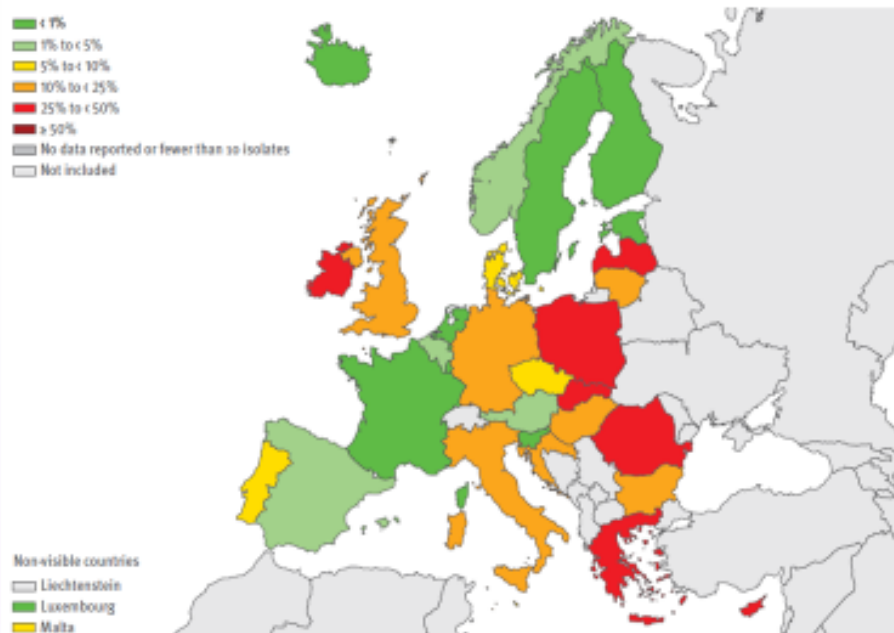 < 1%
1% to < 5%
5% to < 10%
10% to < 25%
25% to < 50%
≥ 50%
No data reported or fewer than 10 isolates
Not included
Non-visible countries
Liechtenstein
Luxembourg
Malta